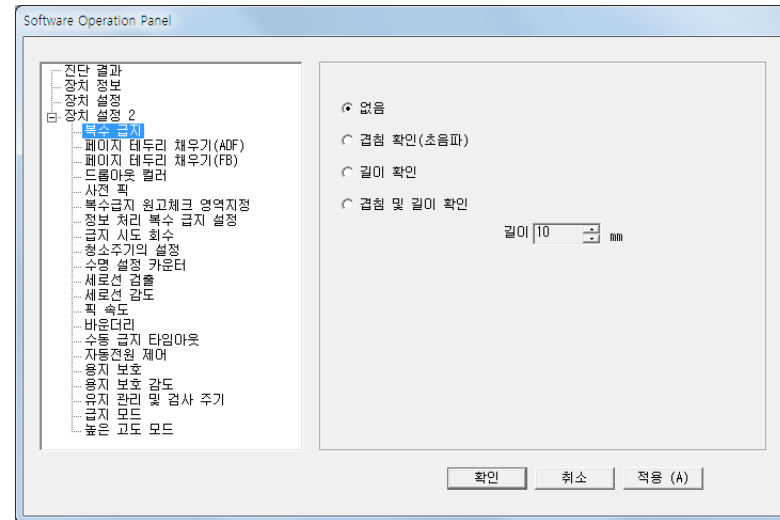 Software Operation Panel
진단 결과
장치 정보
장치 설정
장치 설정 2
복수 급지
페이지 테두리 채우기(ADF)
페이지 테두리 채우기(FB)
드롭아웃 컬러
사전 픽
복수급지 원고체크 영역지정
정보 처리 복수 급지 설정
급지 시도 회수
청소주기의 설정
수명 설정 카운터
세로선 검출
세로선 감도
픽 속도
바운더리
수동 급지 타임아웃
자동전원 제어
용지 보호
용지 보호 감도
유지 관리 및 검사 주기
급지 모드
높은 고도 모드
없음
겹침 확인(초음파)
길이 확인
겹침 및 길이 확인
길이 10 mm
확인 취소 적용 (A)